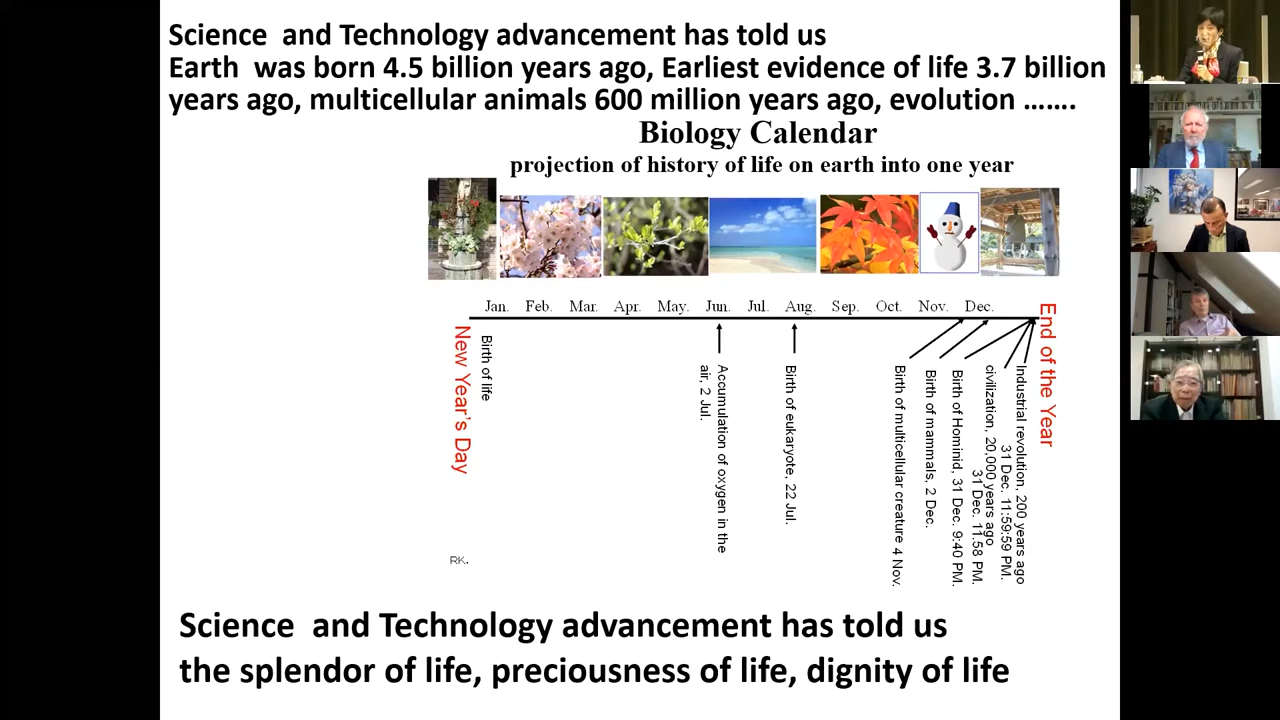 Science and Technology advancement has told us
Earth was born 4.5 billion years ago, Earliest evidence of life 3.7 billion
years ago, multicellular animals 600 million years ago, evolution .......
Biology Calendar
projection of history of life on earth into one year
Jan. Feb. Mar. Apr. May. Jun. Jul. Aug. Sep. Oct. Nov. Dec.
New Year's Day
Birth of life
Accumulation of oxygen in the
air, 2 Jul.
Birth of eukaryote, 22 Jul.
Birth of multicellular creature 4 Nov.
Birth of mammals, 2 Dec.
Birth of Hominid, 31 Dec. 9:40 PM.
civilization, 20,000 years ago
31 Dec. 11.58 PM.
Industrial revolution, 200 years ago
31 Dec. 11:59:59 PM.
End of the Year
RK.
Science and Technology advancement has told us
the splendor of life, preciousness of life, dignity of life